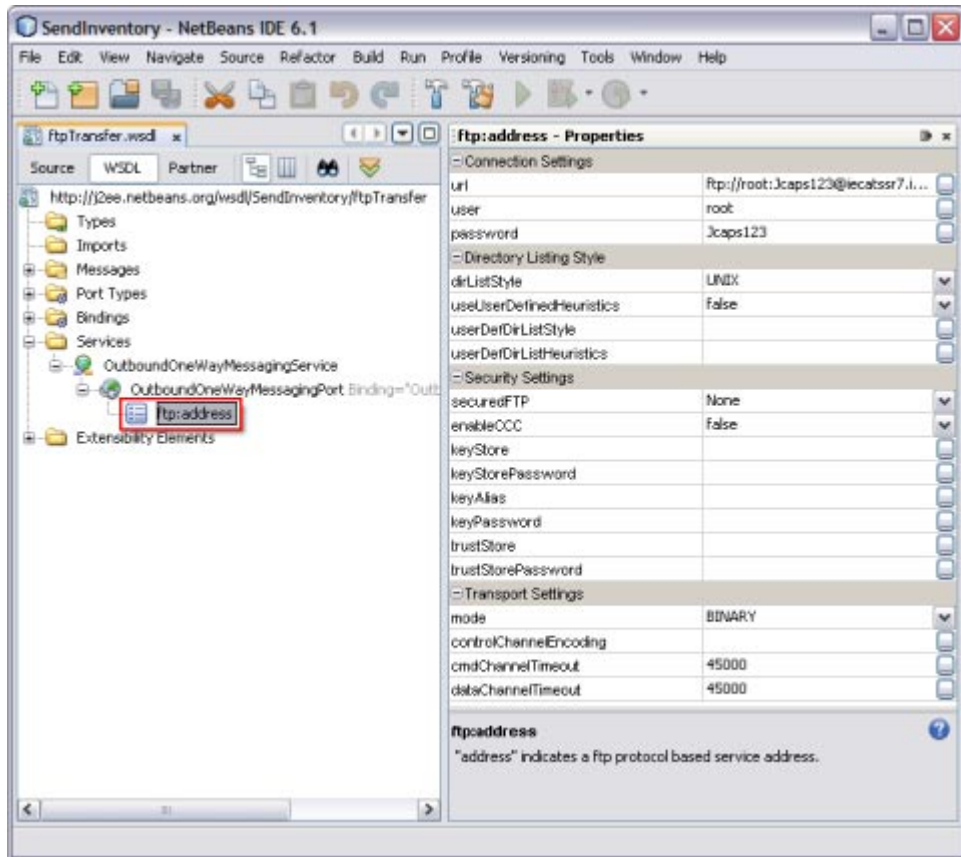 SendInventory - NetBeans IDE 6.1
File Edit View Navigate Source Refactor Build Run Profile Versioning Tools Window Help
ftpTransfer.wsdl
Source WSDL Partner
http://j2ee.netbeans.org/wsdl/SendInventory/ftpTransfer
Types
Imports
Messages
Port Types
Bindings
Services
OutboundOneWayMessagingService
OutboundOneWayMessagingPort Binding="Outb
ftp:address
Extensibility Elements
ftp:address - Properties
Connection Settings
url ftp://root:Jcaps123@iecatssr7.i...
user root
password Jcaps123
Directory Listing Style
dirListStyle UNIX
useUserDefinedHeuristics false
userDefDirListStyle
userDefDirListHeuristics
Security Settings
securedFTP None
enableCCC false
keyStore
keyStorePassword
keyAlias
keyPassword
trustStore
trustStorePassword
Transport Settings
mode BINARY
controlChannelEncoding
cmdChannelTimeout 45000
dataChannelTimeout 45000
ftp:address
"address" indicates a ftp protocol based service address.